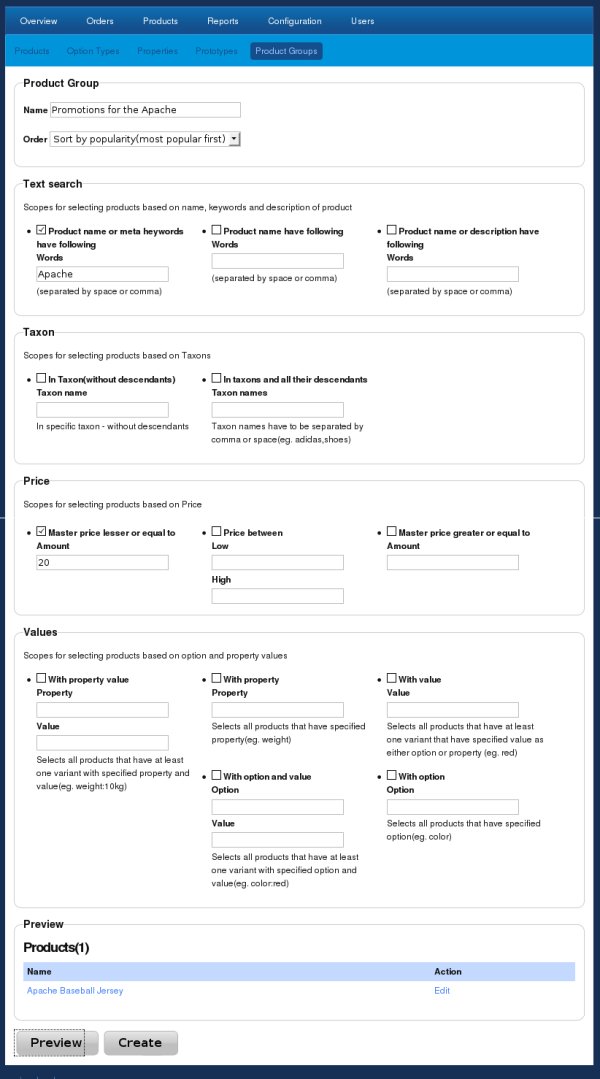 Overview Orders Products Reports Configuration Users
Products Option Types Properties Prototypes Product Groups
Product Group
Name Promotions for the Apache
Order Sort by popularity(most popular first)
Text search
Scopes for selecting products based on name, keywords and description of product
Product name or meta heywords
have following
Words
Apache
(separated by space or comma)
Product name have following
Words
(separated by space or comma)
Product name or description have
following
Words
(separated by space or comma)
Taxon
Scopes for selecting products based on Taxons
In Taxon(without descendants)
Taxon name
In specific taxon - without descendants
In taxons and all their descendants
Taxon names
Taxon names have to be separated by
comma or space(eg. adidas,shoes)
Price
Scopes for selecting products based on Price
Master price lesser or equal to
Amount
20
Price between
Low
High
Master price greater or equal to
Amount
Values
Scopes for selecting products based on option and property values
With property value
Property
Value
Selects all products that have at least
one variant with specified property and
value(eg. weight:10kg)
With property
Property
Selects all products that have specified
property(eg. weight)
With value
Value
Selects all products that have at least
one variant that have specified value as
either option or property (eg. red)
With option and value
Option
Value
Selects all products that have at least
one variant with specified option and
value(eg. color:red)
With option
Option
Selects all products that have specified
option(eg. color)
Preview
Products(1)
Name Action
Apache Baseball Jersey Edit
Preview Create